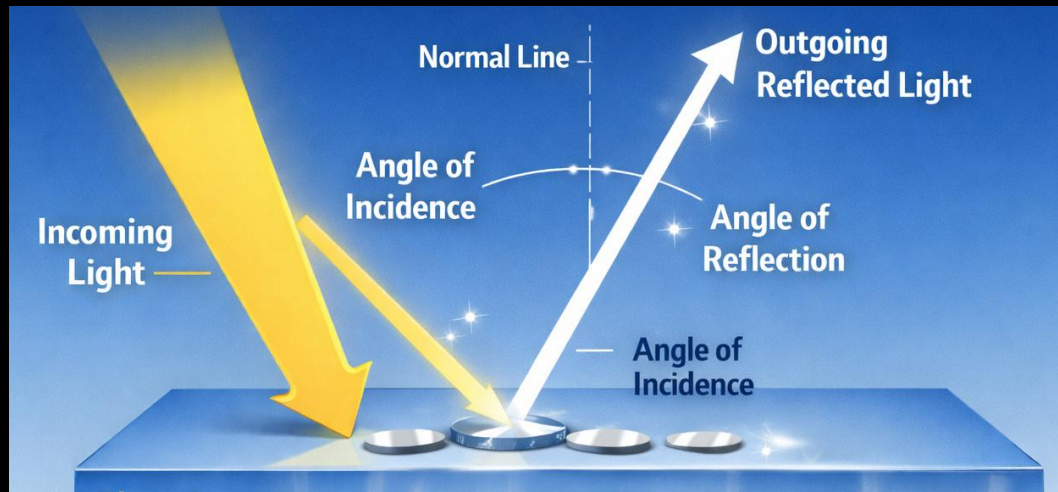 Normal Line
Outgoing
Reflected Light
Angle of
Incidence
Angle of
Reflection
Incoming
Light
Angle of
Incidence